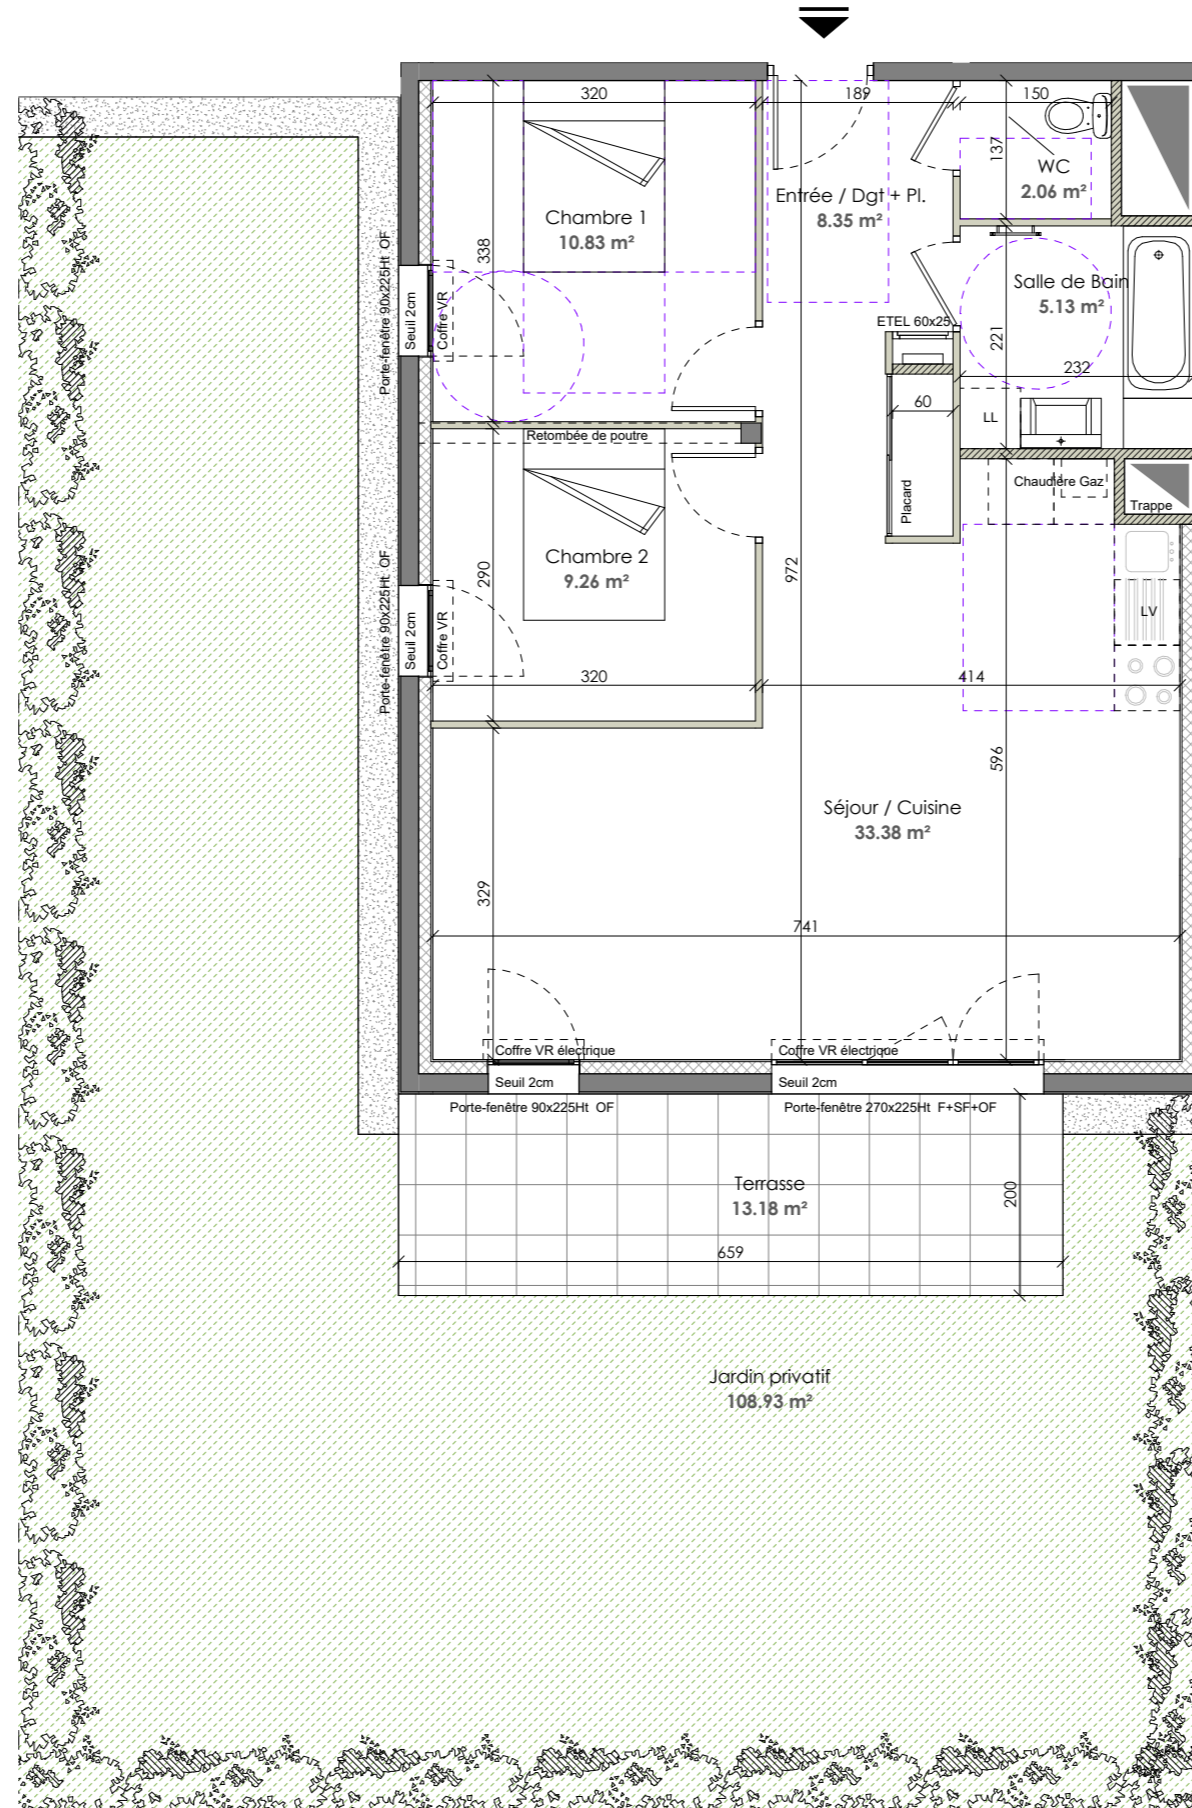 320
189
150
137
WC
2.06 m²
Entrée / Dgt + Pl.
8.35 m²
Chambre 1
10.83 m²
338
Porte-fenêtre 90x225Ht OF
Seuil 2cm
Coffre VR
Salle de Bain
5.13 m²
ETEL 60x25
221
232
60
LL
Retombée de poutre
Placard
Chaudière Gaz
Trappe
Chambre 2
9.26 m²
290
972
Porte-fenêtre 90x225Ht OF
Seuil 2cm
Coffre VR
LV
320
414
596
Séjour / Cuisine
33.38 m²
329
741
Coffre VR électrique
Coffre VR électrique
Seuil 2cm
Seuil 2cm
Porte-fenêtre 90x225Ht OF
Porte-fenêtre 270x225Ht F+SF+OF
Terrasse
13.18 m²
200
659
Jardin privatif
108.93 m²